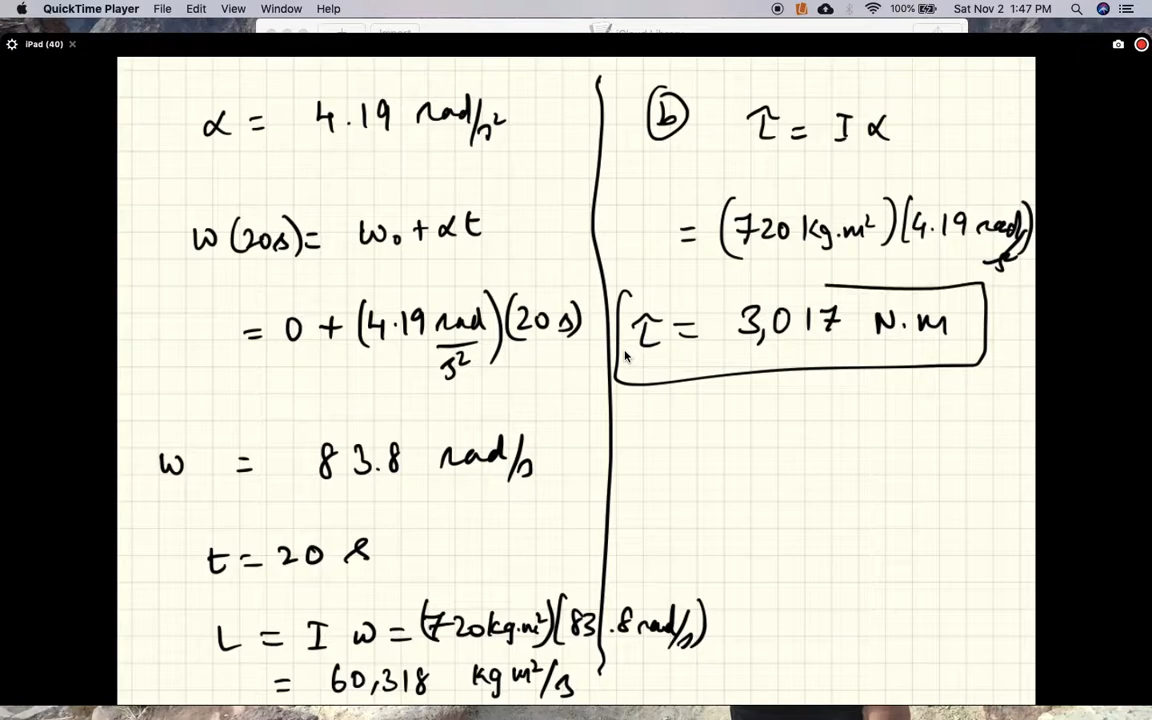 QuickTime Player File Edit View Window Help 100% Sat Nov 2 1:47 PM
iPad (40)
α = 4.19 rad/s²
ω(20s) = ω₀ + αt
= 0 + (4.19 rad/s²)(20 s)
ω = 83.8 rad/s
t = 20 s
L = I ω = (720 kg.m²)(83.8 rad/s)
= 60,318 kg m²/s
(b) τ = I α
= (720 kg.m²)(4.19 rad/s²)
τ = 3,017 N.m